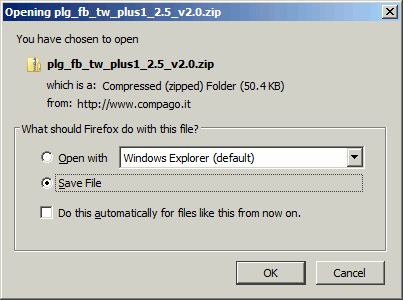 Opening plg_fb_tw_plus1_2.5_v2.0.zip
You have chosen to open
plg_fb_tw_plus1_2.5_v2.0.zip
which is a: Compressed (zipped) Folder (50.4 KB)
from: http://www.compago.it
What should Firefox do with this file?
Open with Windows Explorer (default)
Save File
Do this automatically for files like this from now on.
OK Cancel